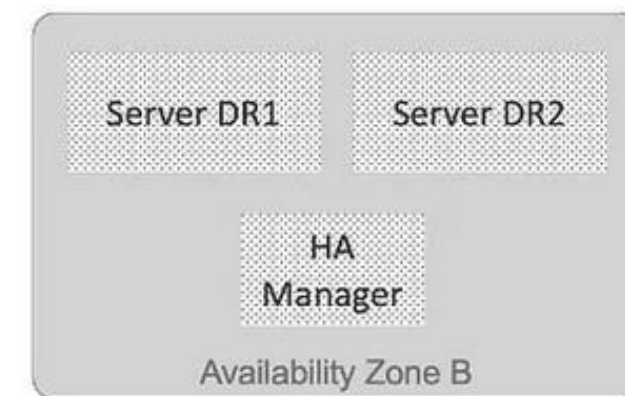 Server DR1
Server DR2
HA
Manager
Availability Zone B